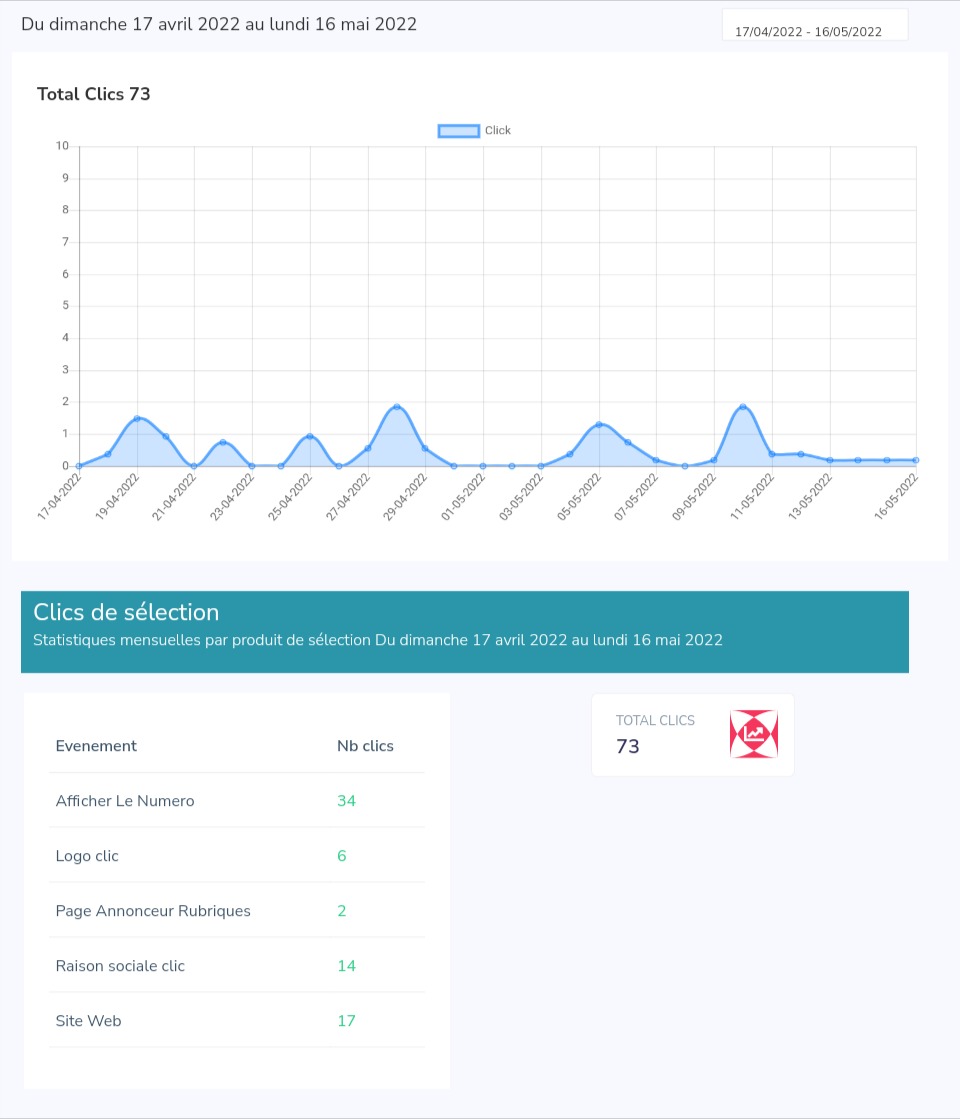 Du dimanche 17 avril 2022 au lundi 16 mai 2022
17/04/2022 - 16/05/2022
Total Clics 73
Click
10
9
8
7
6
5
4
3
2
1
0
17-04-2022
19-04-2022
21-04-2022
23-04-2022
25-04-2022
27-04-2022
29-04-2022
01-05-2022
03-05-2022
05-05-2022
07-05-2022
09-05-2022
11-05-2022
13-05-2022
16-05-2022
Clics de sélection
Statistiques mensuelles par produit de sélection Du dimanche 17 avril 2022 au lundi 16 mai 2022
Evenement Nb clics
Afficher Le Numero 34
Logo clic 6
Page Annonceur Rubriques 2
Raison sociale clic 14
Site Web 17
TOTAL CLICS
73